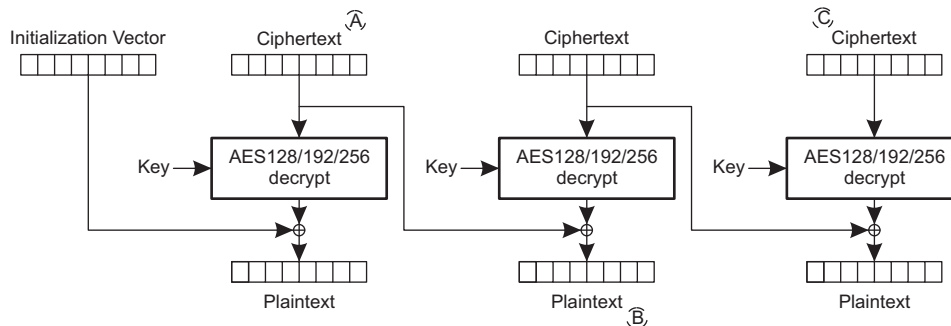 A
C
Initialization Vector
Ciphertext
Ciphertext
Ciphertext
AES128/192/256
decrypt
Key
AES128/192/256
decrypt
Key
AES128/192/256
decrypt
Key
Plaintext
Plaintext
Plaintext
B